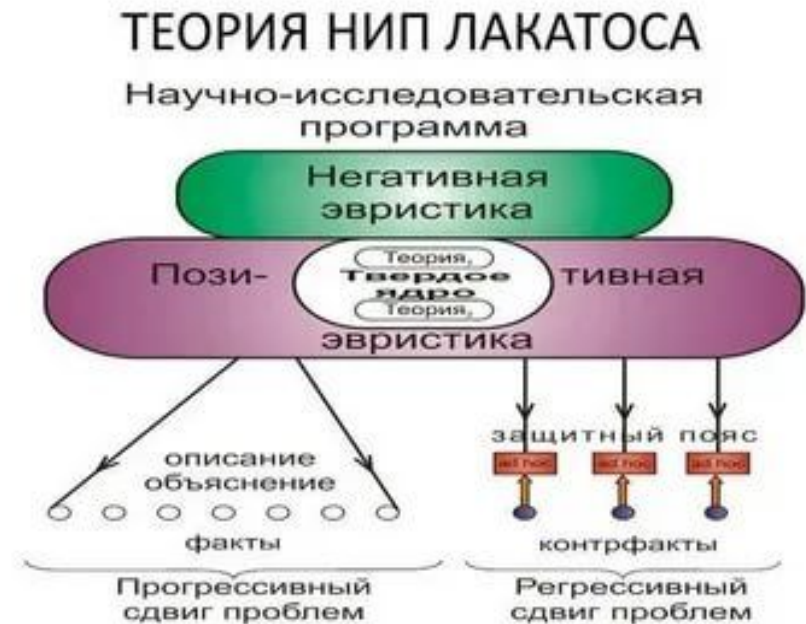 ТЕОРИЯ НИП ЛАКАТОСА
Научно-исследовательская
программа
Негативная
эвристика
Пози-
Теория,
Твердое
ядро
Теория,
тивная
эвристика
описание
объяснение
факты
Прогрессивный
сдвиг проблем
защитный пояс
ad hoc ad hoc ad hoc
контрфакты
Регрессивный
сдвиг проблем